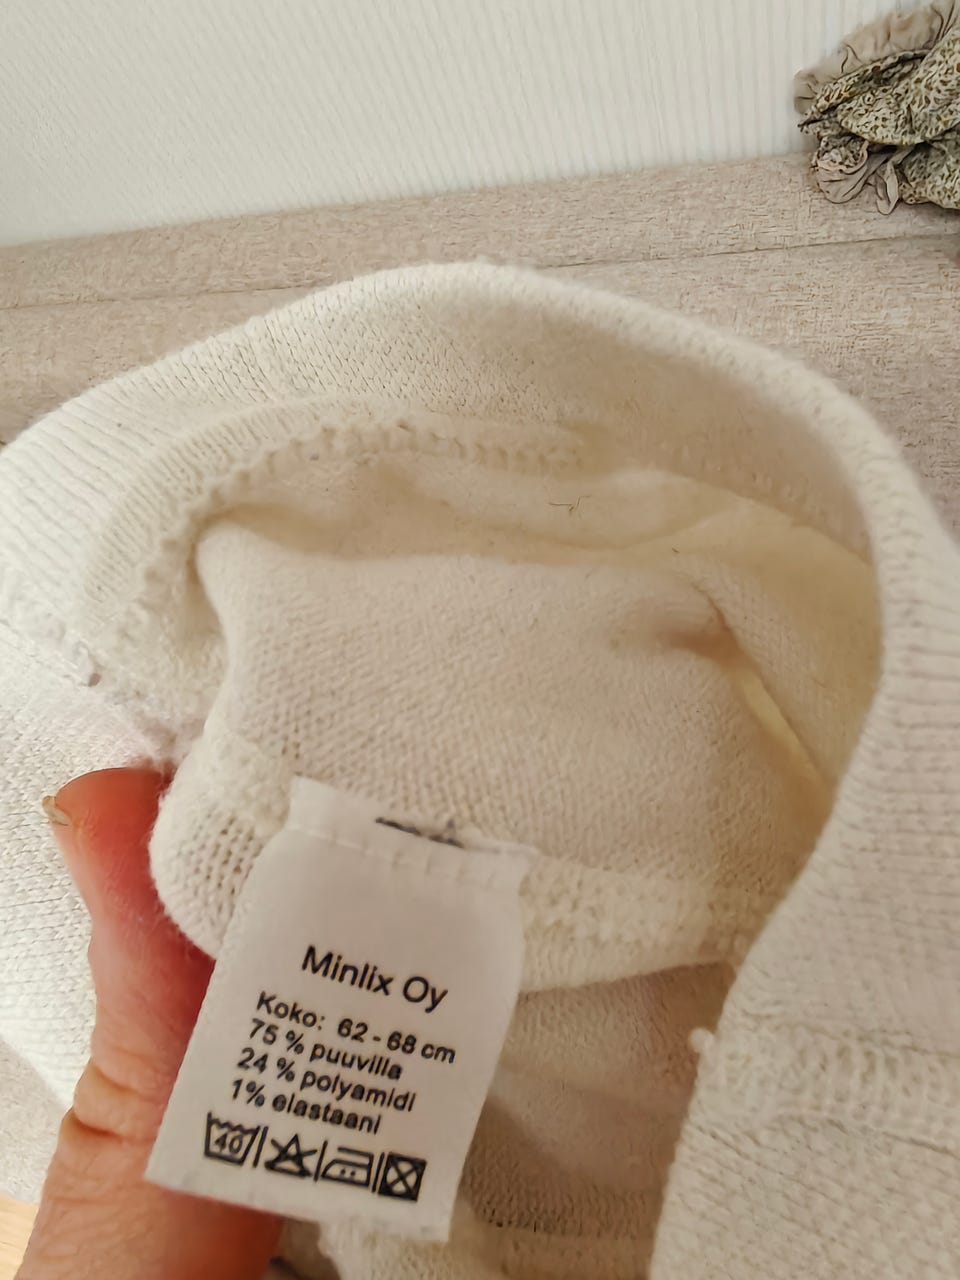 Minlix Oy
Koko: 62 - 68 cm
75 % puuvilla
24 % polyamidi
1% elastaani
40